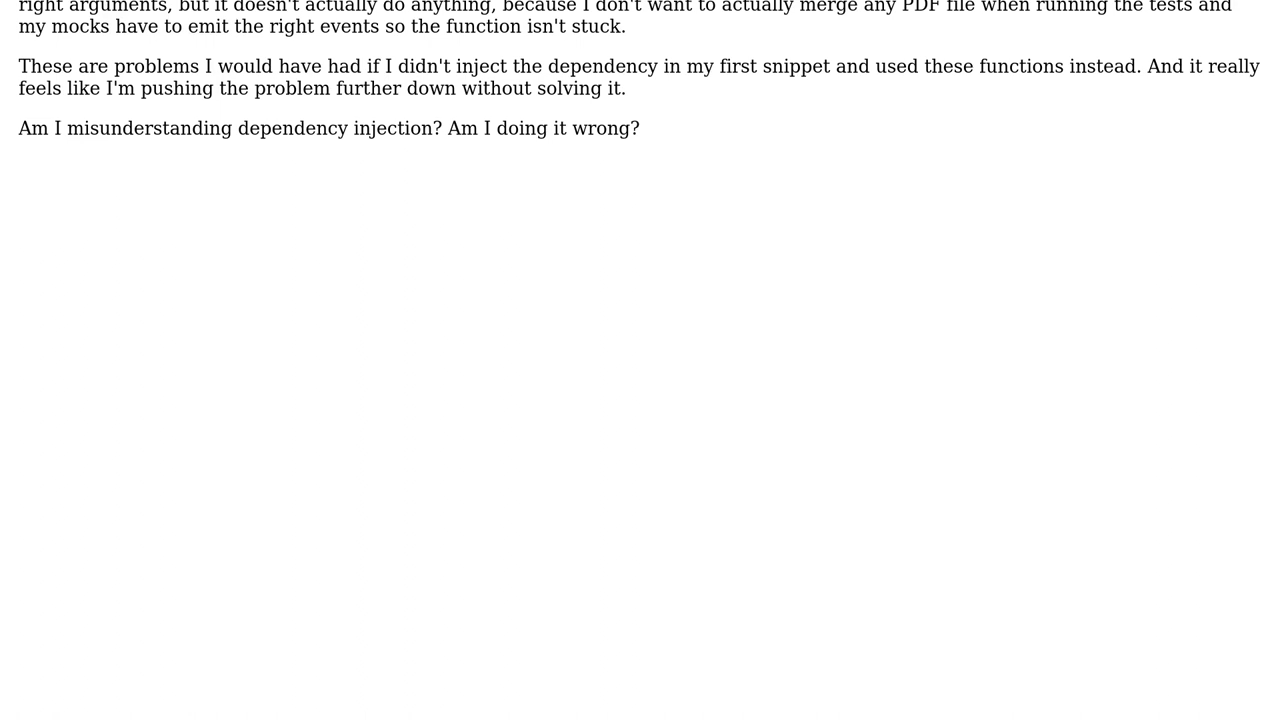 right arguments, but it doesn't actually do anything, because I don't want to actually merge any PDF file when running the tests and
my mocks have to emit the right events so the function isn't stuck.
These are problems I would have had if I didn't inject the dependency in my first snippet and used these functions instead. And it really
feels like I'm pushing the problem further down without solving it.
Am I misunderstanding dependency injection? Am I doing it wrong?